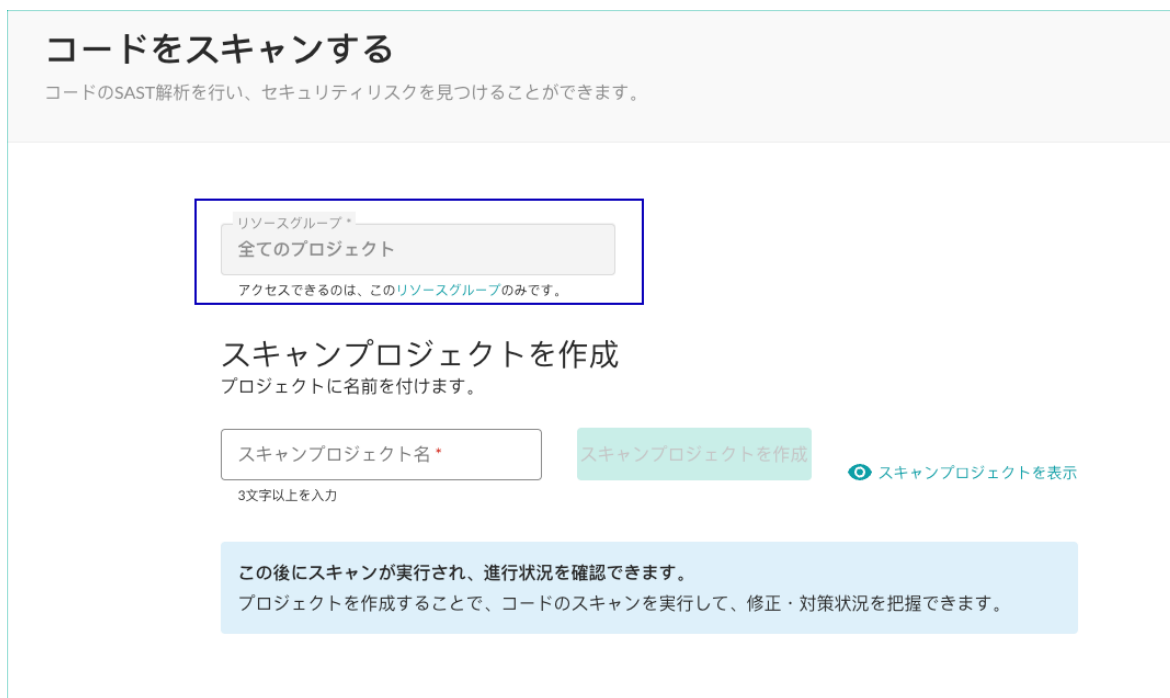 コードをスキャンする
コードのSAST解析を行い、セキュリティリスクを見つけることができます。
リソースグループ *
全てのプロジェクト
アクセスできるのは、このリソースグループのみです。
スキャンプロジェクトを作成
プロジェクトに名前を付けます。
スキャンプロジェクト名 *
スキャンプロジェクトを作成
スキャンプロジェクトを表示
3文字以上を入力
この後にスキャンが実行され、進行状況を確認できます。
プロジェクトを作成することで、コードのスキャンを実行して、修正・対策状況を把握できます。